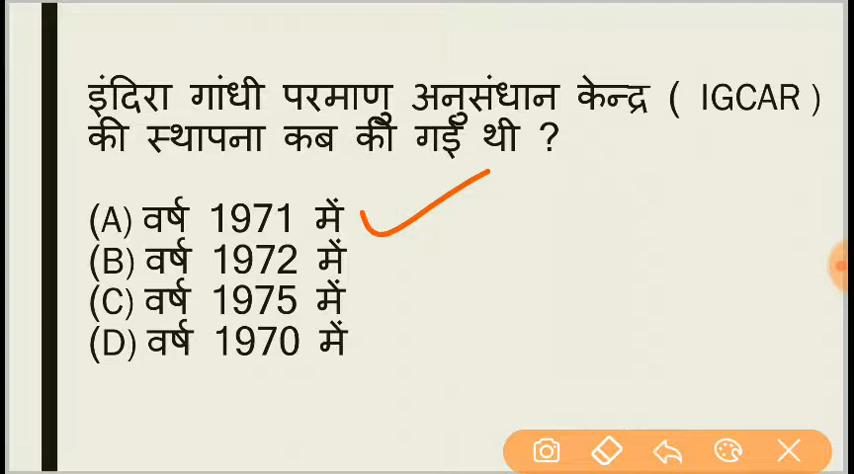 इंदिरा गांधी परमाणु अनुसंधान केन्द्र ( IGCAR )
की स्थापना कब की गई थी ?
(A) वर्ष 1971 में
(B) वर्ष 1972 में
(C) वर्ष 1975 में
(D) वर्ष 1970 में